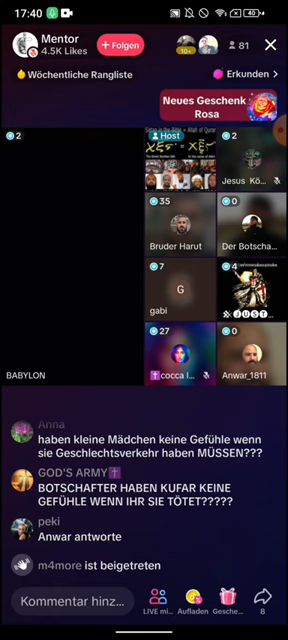 17:40
Mentor
4.5K Likes
+ Folgen
10+
81
Wöchentliche Rangliste
Erkunden >
Neues Geschenk
Rosa
2
Host
2
Jesus Kö...
35
Bruder Harut
0
Der Botscha...
7
G
gabi
4
JUST...
BABYLON
27
cocca l...
0
Anwar_1811
Anna
haben kleine Mädchen keine Gefühle wenn
sie Geschlechtsverkehr haben MÜSSEN???
GOD'S ARMY
BOTSCHAFTER HABEN KUFAR KEINE
GEFÜHLE WENN IHR SIE TÖTET?????
peki
Anwar antworte
m4more ist beigetreten
Kommentar hinz...
LIVE mi...
Aufladen
Gesche...
8